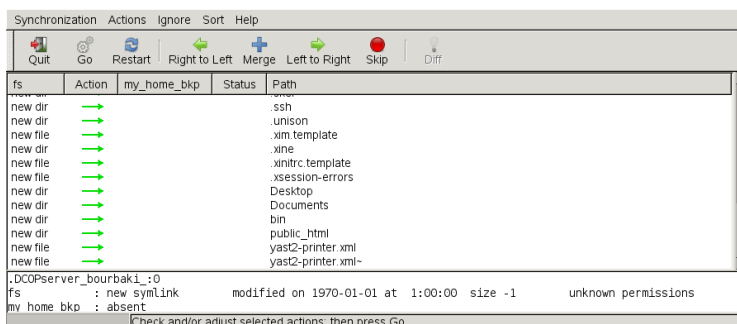 Synchronization Actions Ignore Sort Help
Quit Go Restart Right to Left Merge Left to Right Skip Diff
fs Action my_home_bkp Status Path
new dir .ssh
new dir .unison
new file .xim.template
new dir .xine
new file .xinitrc.template
new file .xsession-errors
new dir Desktop
new dir Documents
new dir bin
new dir public_html
new file yast2-printer.xml
new file yast2-printer.xml~
.DCOPserver_bourbaki_:0
fs : new symlink modified on 1970-01-01 at 1:00:00 size -1 unknown permissions
my_home_bkp : absent
Check and/or adjust selected actions; then press Go